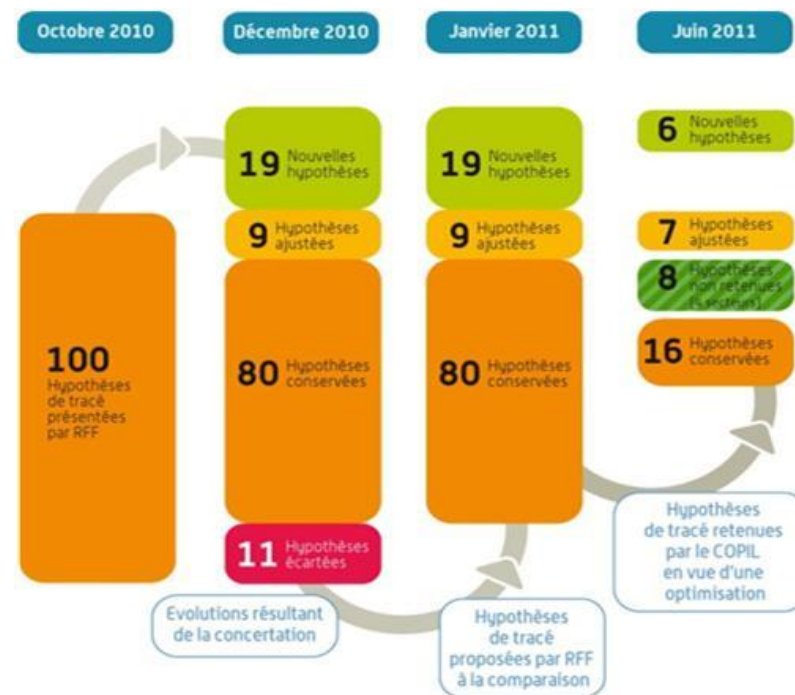 Octobre 2010
Décembre 2010
Janvier 2011
Juin 2011
100
Hypothèses
de tracé
présentées
par RFF
19 Nouvelles
hypothèses
9 Hypothèses
ajustées
80 Hypothèses
conservées
11 Hypothèses
écartées
19 Nouvelles
hypothèses
9 Hypothèses
ajustées
80 Hypothèses
conservées
6 Nouvelles
hypothèses
7 Hypothèses
ajustées
8 Hypothèses
non retenues
(4 secteurs)
16 Hypothèses
conservées
Evolutions résultant
de la concertation
Hypothèses
de tracé
proposées par RFF
à la comparaison
Hypothèses
de tracé retenues
par le COPIL
en vue d'une
optimisation